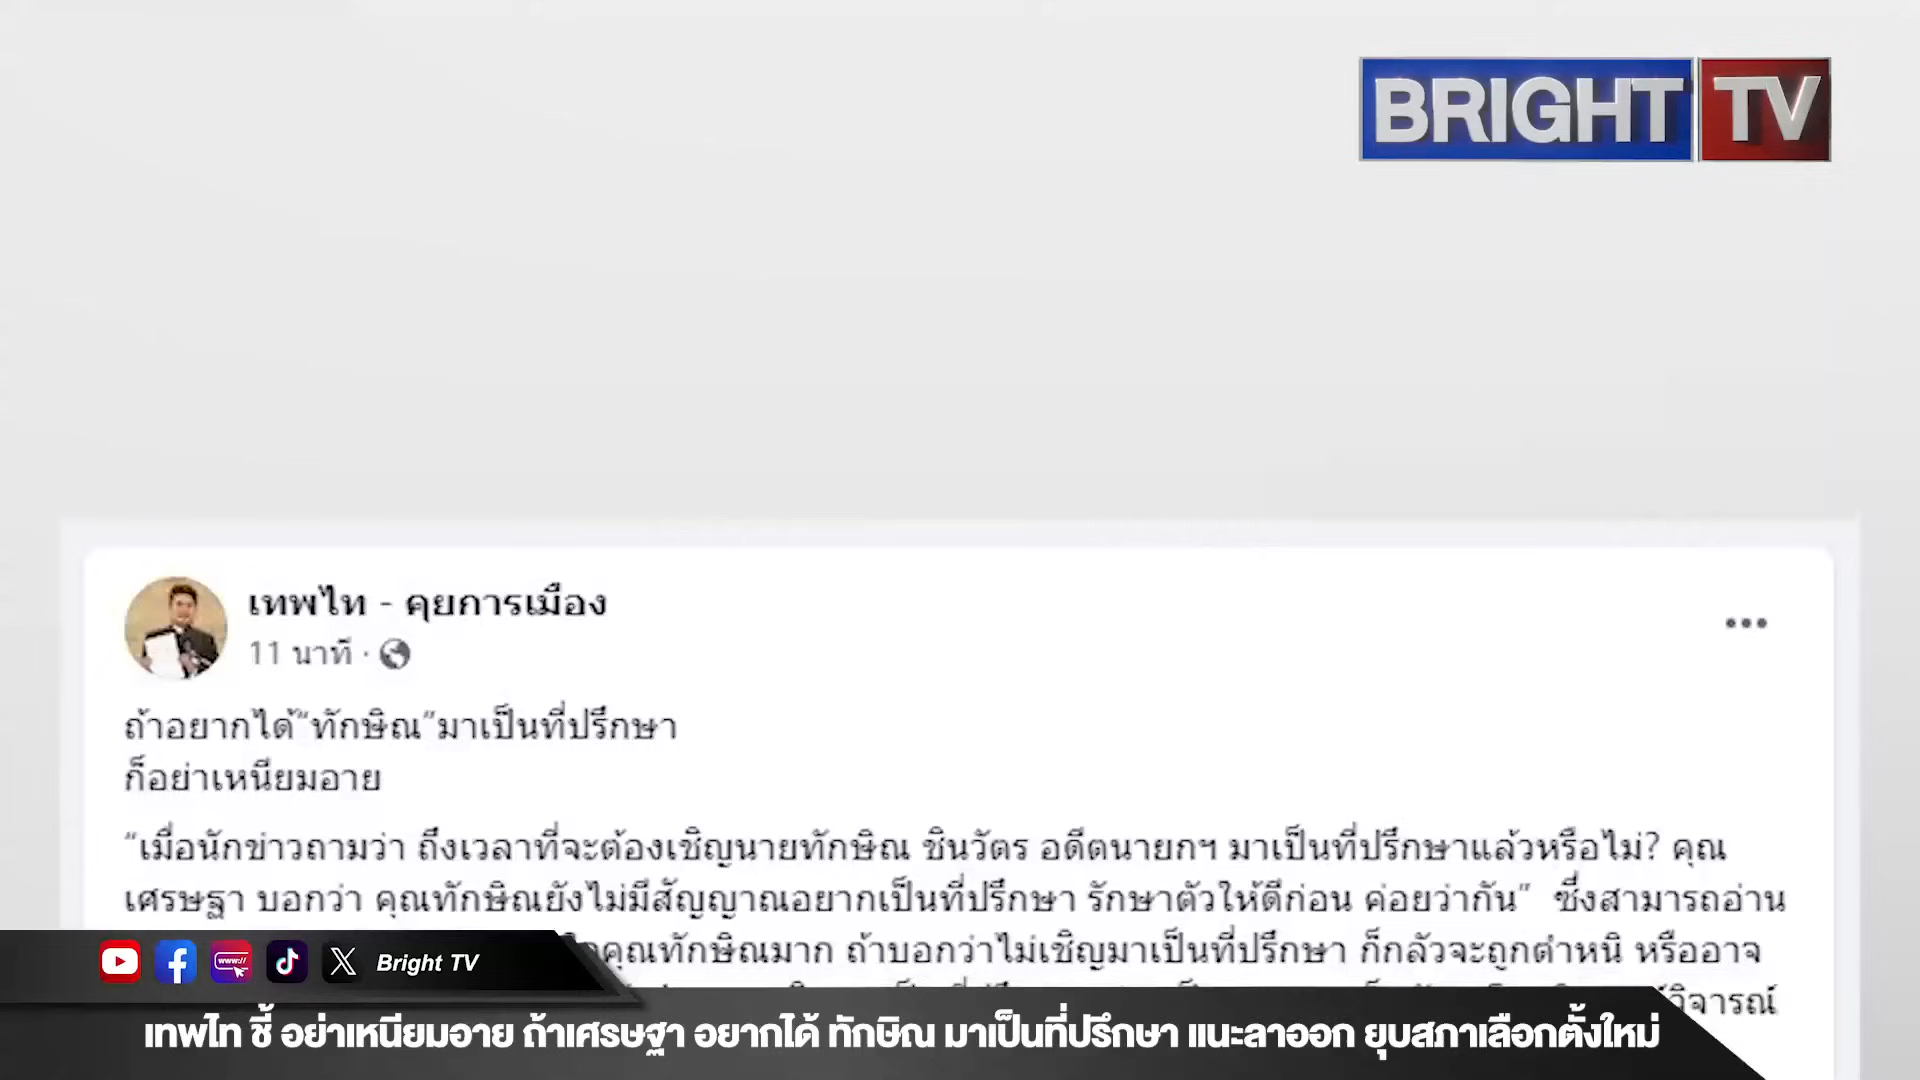 BRIGHT TV
เทพไท - คุยการเมือง
11 นาที ·
ถ้าอยากได้“ทักษิณ”มาเป็นที่ปรึกษา
ก็อย่าเหนียมอาย
“เมื่อนักข่าวถามว่า ถึงเวลาที่จะต้องเชิญนายทักษิณ ชินวัตร อดีตนายกฯ มาเป็นที่ปรึกษาแล้วหรือไม่? คุณ
เศรษฐา บอกว่า คุณทักษิณยังไม่มีสัญญาณอยากเป็นที่ปรึกษา รักษาตัวให้ดีก่อน ค่อยว่ากัน” ซึ่งสามารถอ่าน
คุณทักษิณมาก ถ้าบอกว่าไม่เชิญมาเป็นที่ปรึกษา ก็กลัวจะถูกตำหนิ หรืออาจ
วิจารณ์
www://
Bright TV
เทพไท ชี้ อย่าเหนียมอาย ถ้าเศรษฐา อยากได้ ทักษิณ มาเป็นที่ปรึกษา แนะลาออก ยุบสภาเลือกตั้งใหม่